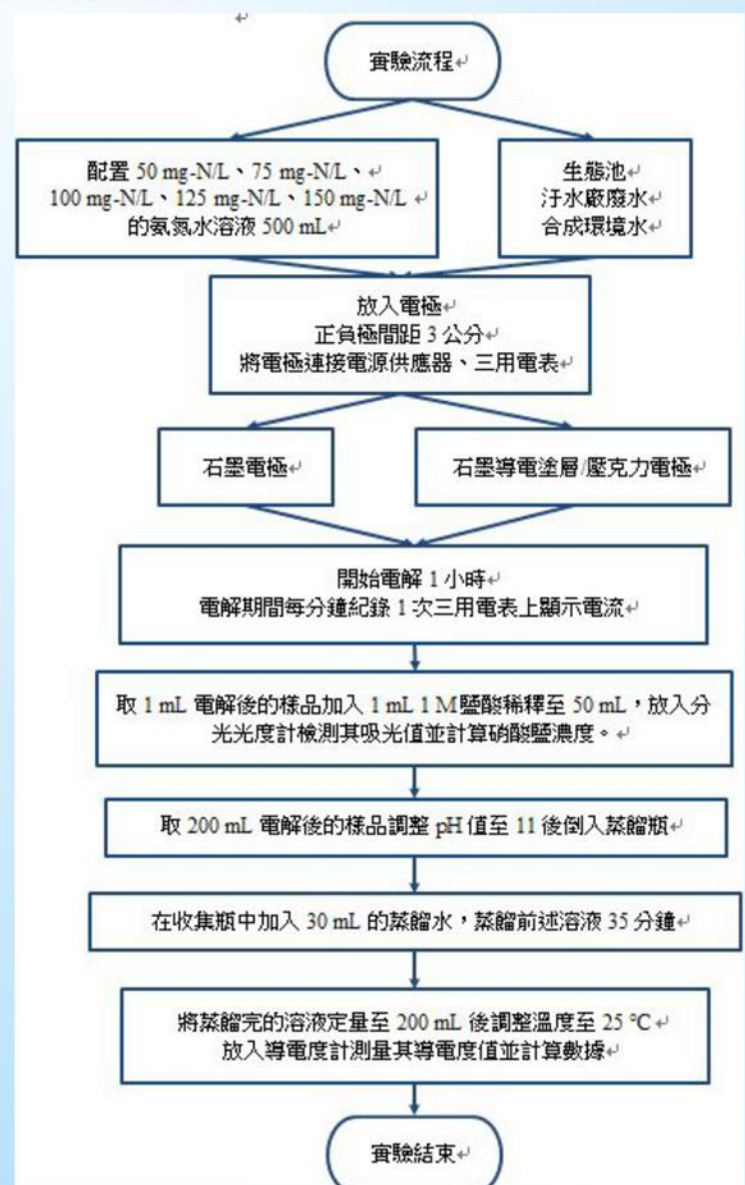 實驗流程
配置 50 mg-N/L、75 mg-N/L、
100 mg-N/L、125 mg-N/L、150 mg-N/L
的氨氮水溶液 500 mL
生態池
汙水廠廢水
合成環境水
放入電極
正負極間距 3 公分
將電極連接電源供應器、三用電表
石墨電極
石墨導電塗層/壓克力電極
開始電解 1 小時
電解期間每分鐘紀錄 1 次三用電表上顯示電流
取 1 mL 電解後的樣品加入 1 mL 1 M 鹽酸稀釋至 50 mL，放入分
光光度計檢測其吸光值並計算硝酸鹽濃度。
取 200 mL 電解後的樣品調整 pH 值至 11 後倒入蒸餾瓶
在收集瓶中加入 30 mL 的蒸餾水，蒸餾前述溶液 35 分鐘
將蒸餾完的溶液定量至 200 mL 後調整溫度至 25 °C
放入導電度計測量其導電度值並計算數據
實驗結束